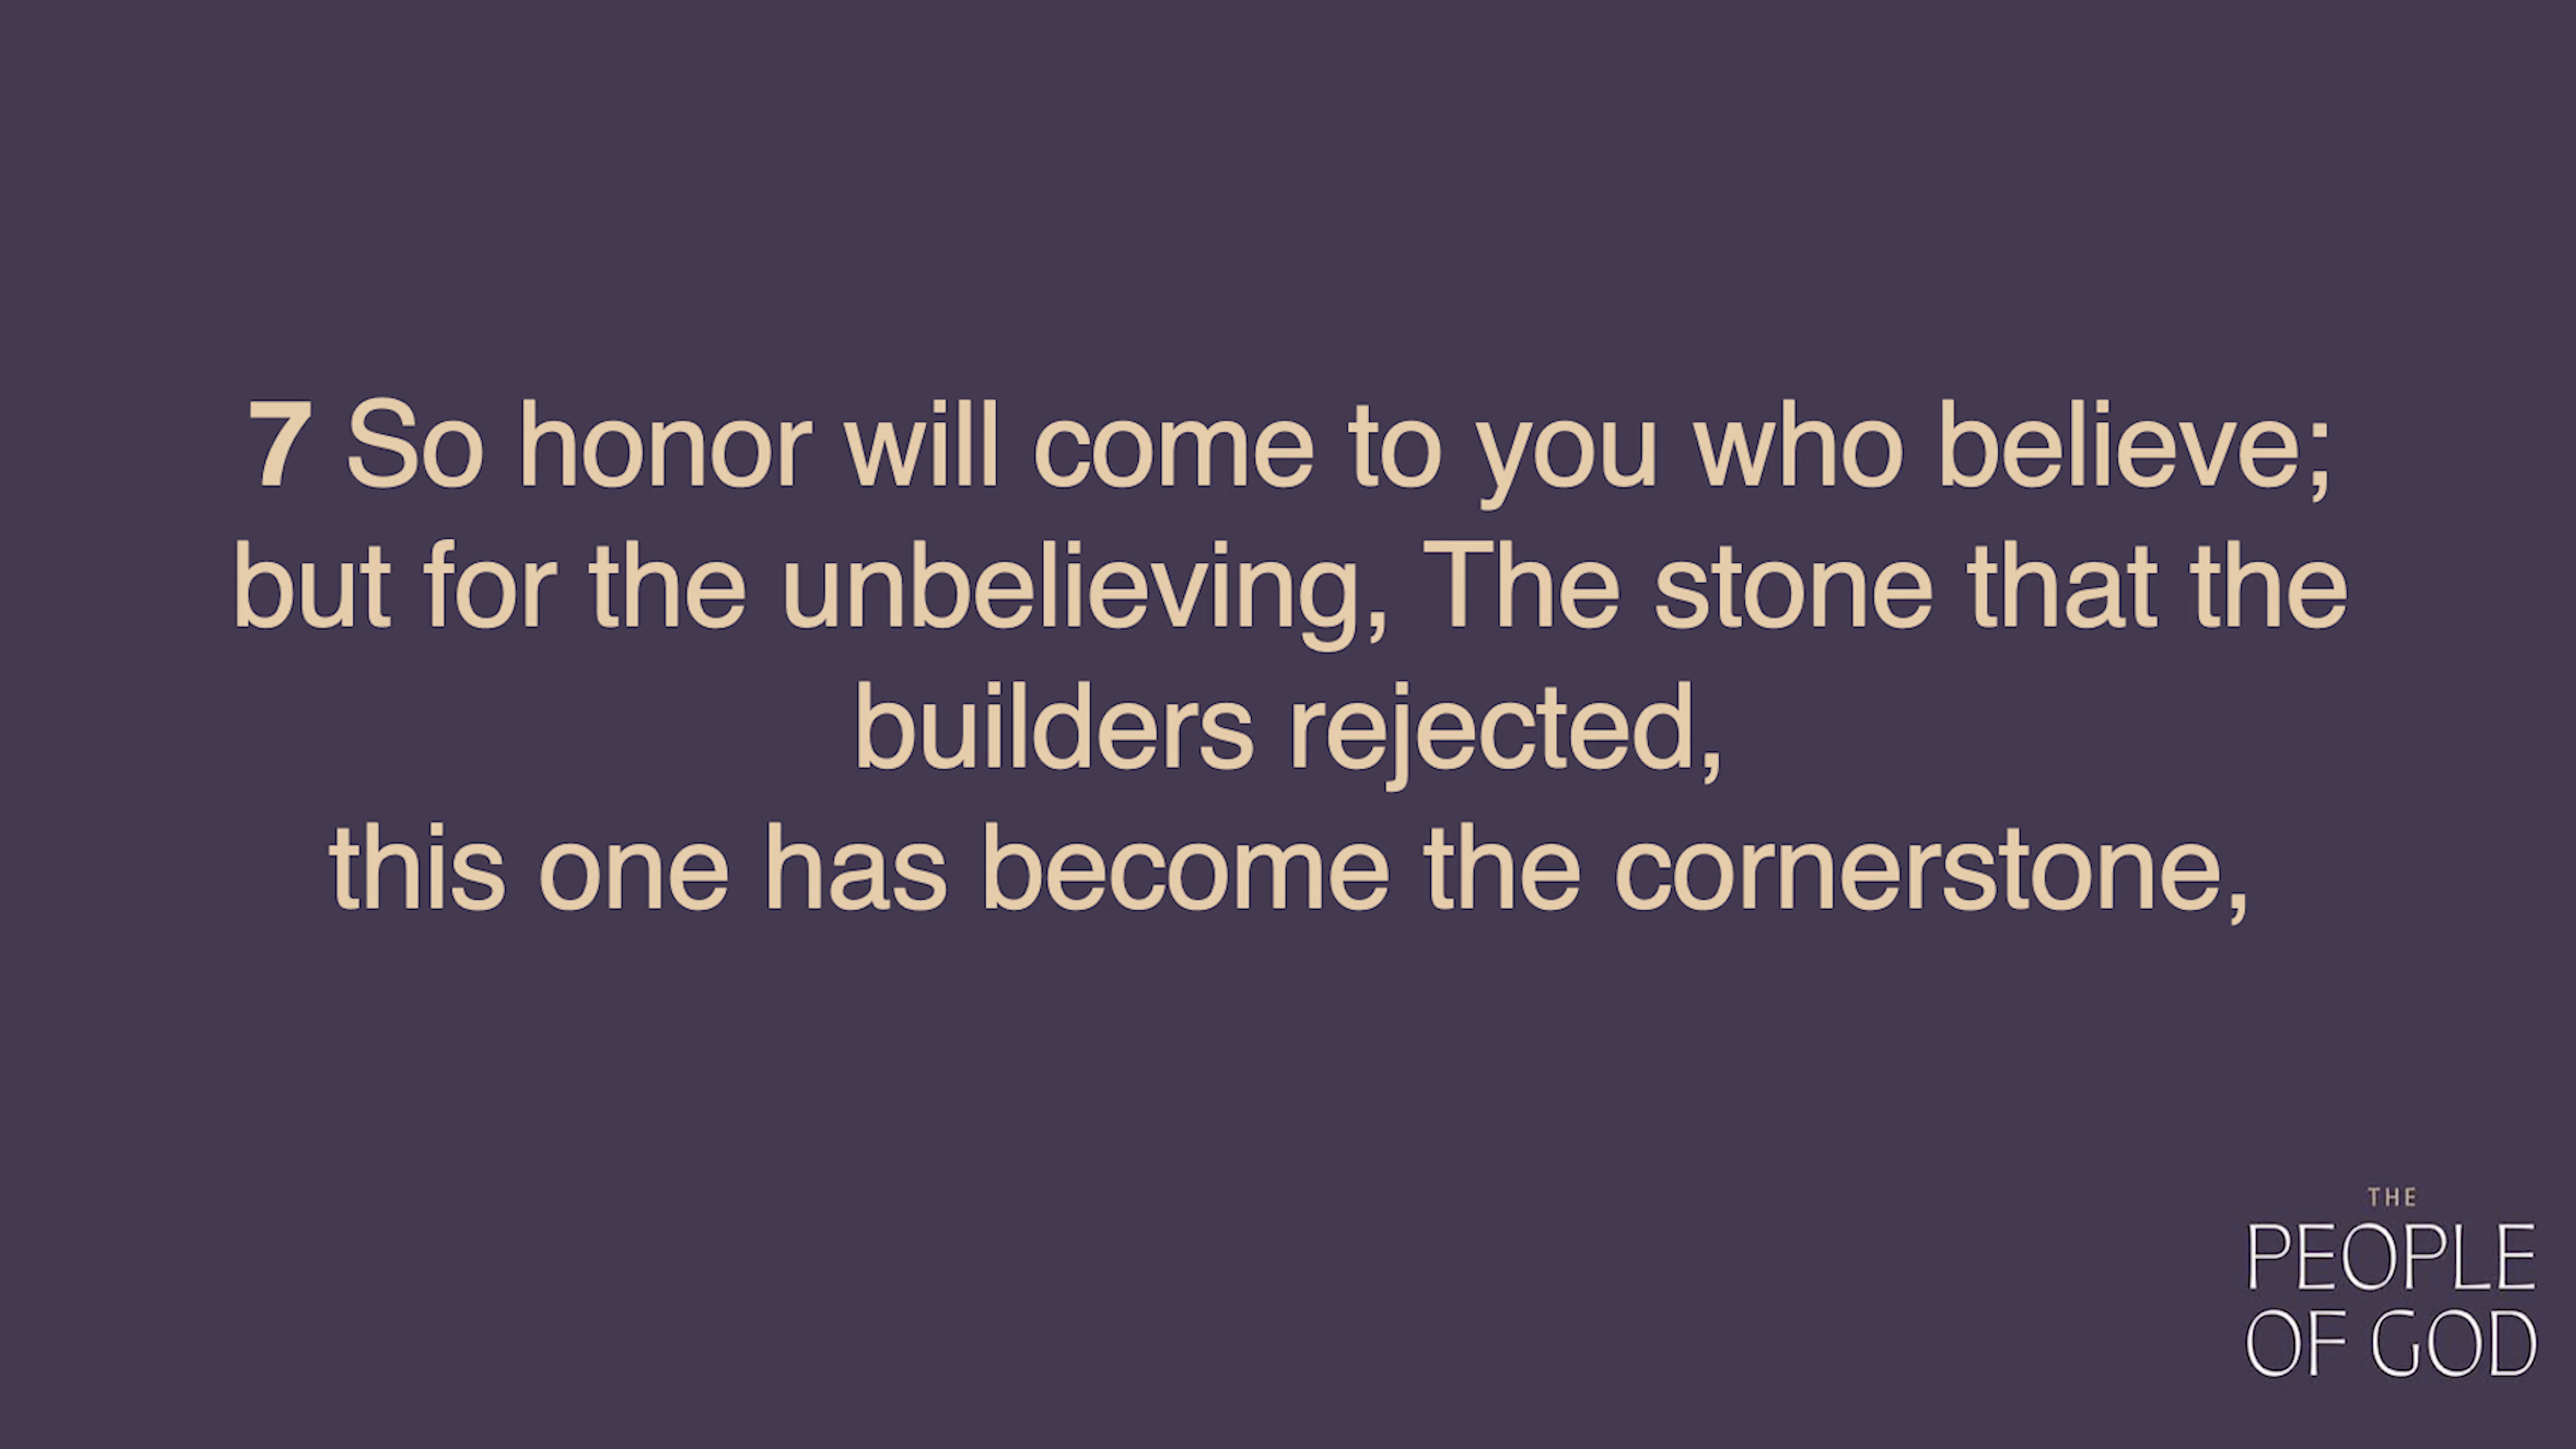 7 So honor will come to you who believe;
but for the unbelieving, The stone that the
builders rejected,
this one has become the cornerstone,
THE
PEOPLE
OF GOD